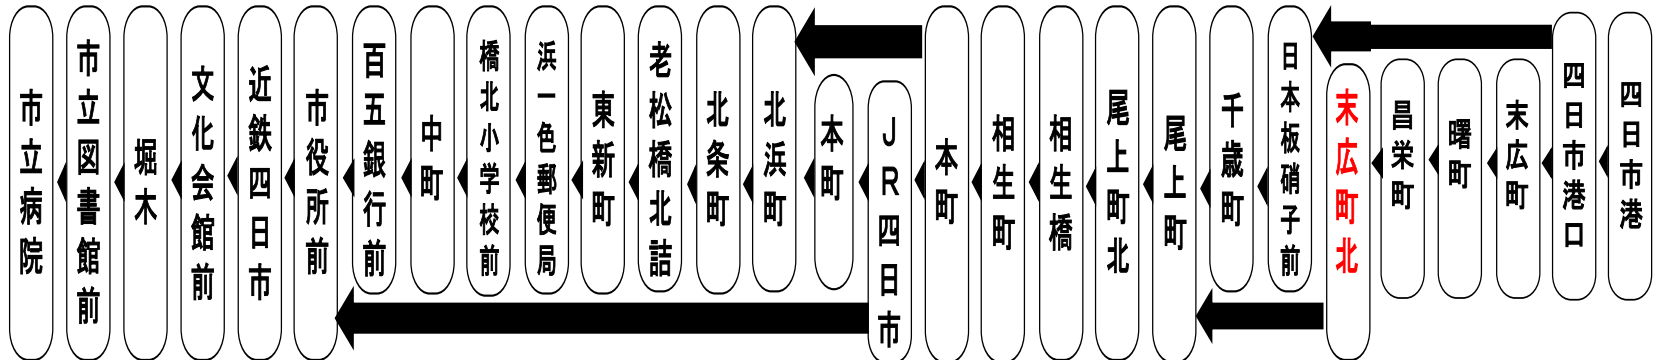 市立病院
市立図書館前
堀木
文化会館前
近鉄四日市
市役所前
百五銀行前
中町
橋北小学校前
浜一色郵便局
東新町
老松橋北詰
北条町
北浜町
本町
JR四日市
本町
相生町
相生橋
尾上町北
尾上町
千歳町
日本板硝子前
末広町北
昌栄町
曙町
末広町
四日市港口
四日市港